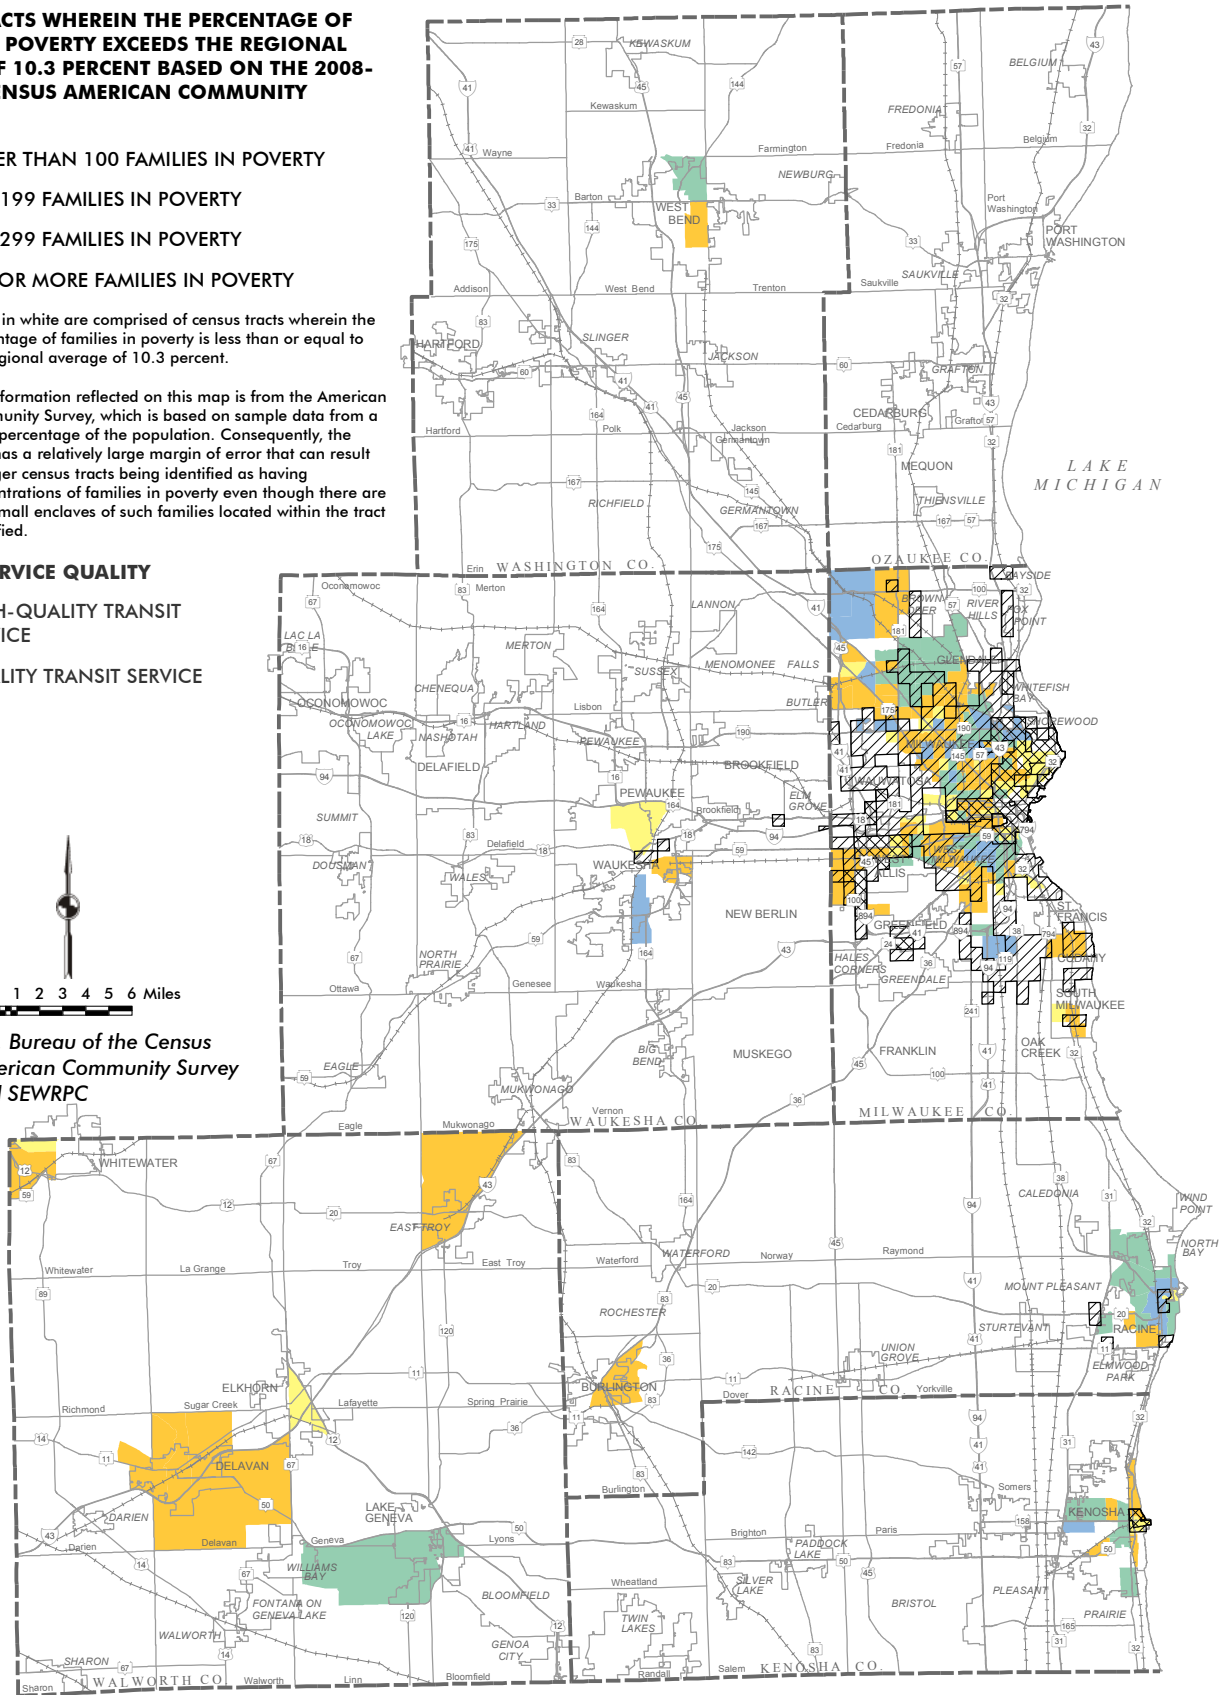 ACTS WHEREIN THE PERCENTAGE OF
POVERTY EXCEEDS THE REGIONAL
F 10.3 PERCENT BASED ON THE 2008-
ENSUS AMERICAN COMMUNITY
ER THAN 100 FAMILIES IN POVERTY
199 FAMILIES IN POVERTY
299 FAMILIES IN POVERTY
OR MORE FAMILIES IN POVERTY
in white are comprised of census tracts wherein the
ntage of families in poverty is less than or equal to
egional average of 10.3 percent.
formation reflected on this map is from the American
munity Survey, which is based on sample data from a
percentage of the population. Consequently, the
has a relatively large margin of error that can result
ger census tracts being identified as having
ntrations of families in poverty even though there are
mall enclaves of such families located within the tract
fied.
RVICE QUALITY
H-QUALITY TRANSIT
ICE
LITY TRANSIT SERVICE
1 2 3 4 5 6 Miles
Bureau of the Census
erican Community Survey
SEWRPC
KEWASKUM
Kewaskum
Wayne
Farmington
BELGIUM
FREDONIA
Fredonia
Belgium
NEWBURG
Barton
WEST
BEND
Port
Washington
PORT
WASHINGTON
SAUKVILLE
Saukville
Addison
West Bend
Trenton
HARTFORD
SLINGER
JACKSON
GRAFTON
CEDARBURG
Cedarburg
Grafton
Hartford
Polk
Jackson
Germantown
MEQUON
LAKE
MICHIGAN
RICHFIELD
GERMANTOWN
THIENSVILLE
Erin
WASHINGTON CO.
OZAUKEE CO.
Oconomowoc
Merton
LANNON
BAYSIDE
BROWN
DEER
RIVER
HILLS
FOX
POINT
LAC LA
MERTON
SUSSEX
MENOMONEE FALLS
GLENDALE
CHENEQUA
BUTLER
WHITEFISH
BAY
OCONOMOWOC
Lisbon
OCONOMOWOC
LAKE
NASHOTAH
HARTLAND
PEWAUKEE
SHOREWOOD
MILWAUKEE
DELAFIELD
BROOKFIELD
WAUWATOSA
PEWAUKEE
ELM
GROVE
Brookfield
SUMMIT
Delafield
DOUSMAN
WALES
WAUKESHA
WEST
MILWAUKEE
WEST
ALLIS
NEW BERLIN
ST.
FRANCIS
GREENFIELD
NORTH
PRAIRIE
HALES
CORNERS
GREENDALE
CUDAHY
Ottawa
Genesee
Waukesha
SOUTH
MILWAUKEE
EAGLE
BIG
BEND
MUSKEGO
FRANKLIN
OAK
CREEK
MUKWONAGO
Eagle
Mukwonago
Vernon
WAUKESHA CO.
MILWAUKEE CO.
WHITEWATER
CALEDONIA
WIND
POINT
EAST TROY
NORTH
BAY
Whitewater
La Grange
Troy
East Troy
Waterford
WATERFORD
Norway
Raymond
MOUNT PLEASANT
ROCHESTER
STURTEVANT
RACINE
UNION
GROVE
ELMWOOD
PARK
ELKHORN
BURLINGTON
Richmond
Sugar Creek
Lafayette
Spring Prairie
Dover
RACINE CO.
Yorkville
DELAVAN
DARIEN
Burlington
Somers
LAKE
GENEVA
KENOSHA
Darien
Delavan
Geneva
Lyons
Brighton
Paris
PADDOCK
LAKE
WILLIAMS
BAY
Wheatland
SILVER
LAKE
PLEASANT
PRAIRIE
BRISTOL
FONTANA ON
GENEVA LAKE
BLOOMFIELD
WALWORTH
TWIN
LAKES
GENOA
CITY
SHARON
Sharon
WALWORTH CO.
Walworth
Linn
Bloomfield
Randall
Salem
KENOSHA CO.